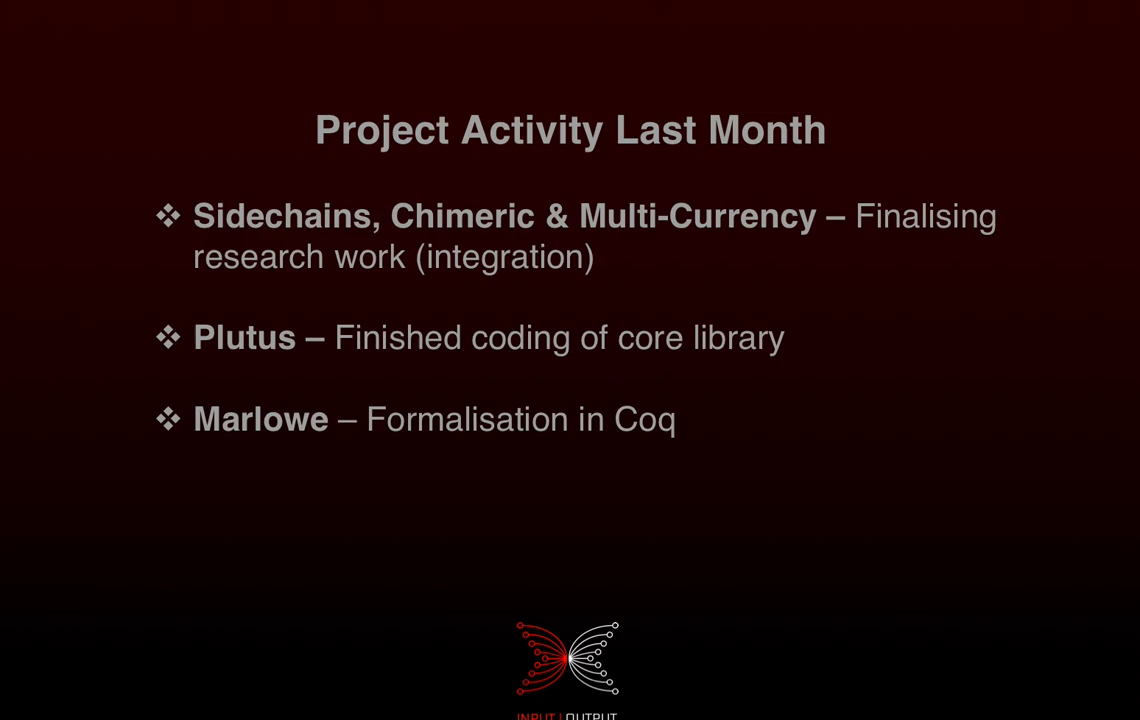 Project Activity Last Month
❖ Sidechains, Chimeric & Multi-Currency – Finalising
research work (integration)
❖ Plutus – Finished coding of core library
❖ Marlowe – Formalisation in Coq
INPUT | OUTPUT